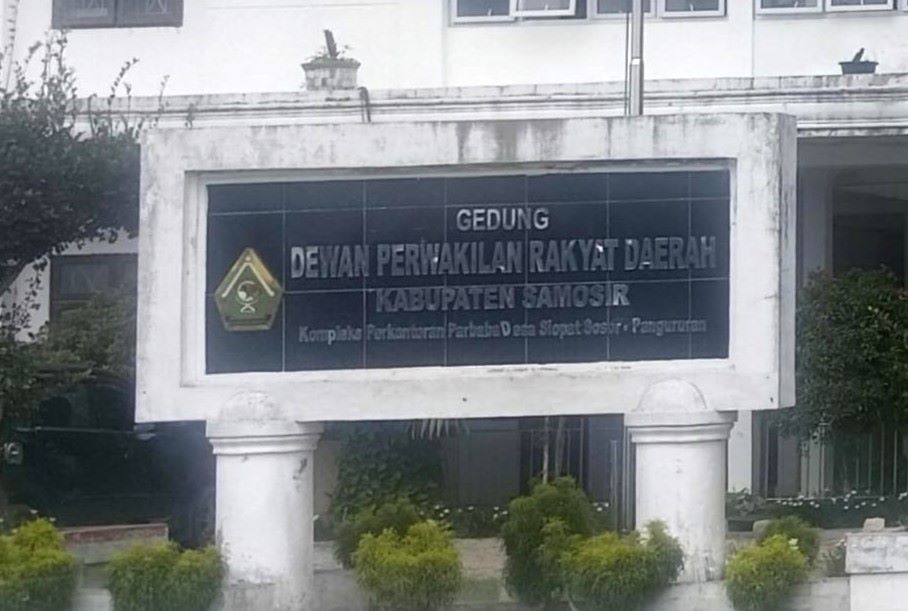 GEDUNG
DEWAN PERWAKILAN RAKYAT DAERAH
KABUPATEN SAMOSIR
Kompleks Perkantoran Parbaba Desa Siopat Sosor - Pangururan